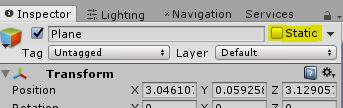 Inspector Lighting Navigation Services
Plane Static
Tag Untagged Layer Default
Transform
Position X 3.046107 Y 0.059258 Z 3.129057
Rotation X 0 Y 0 Z 0